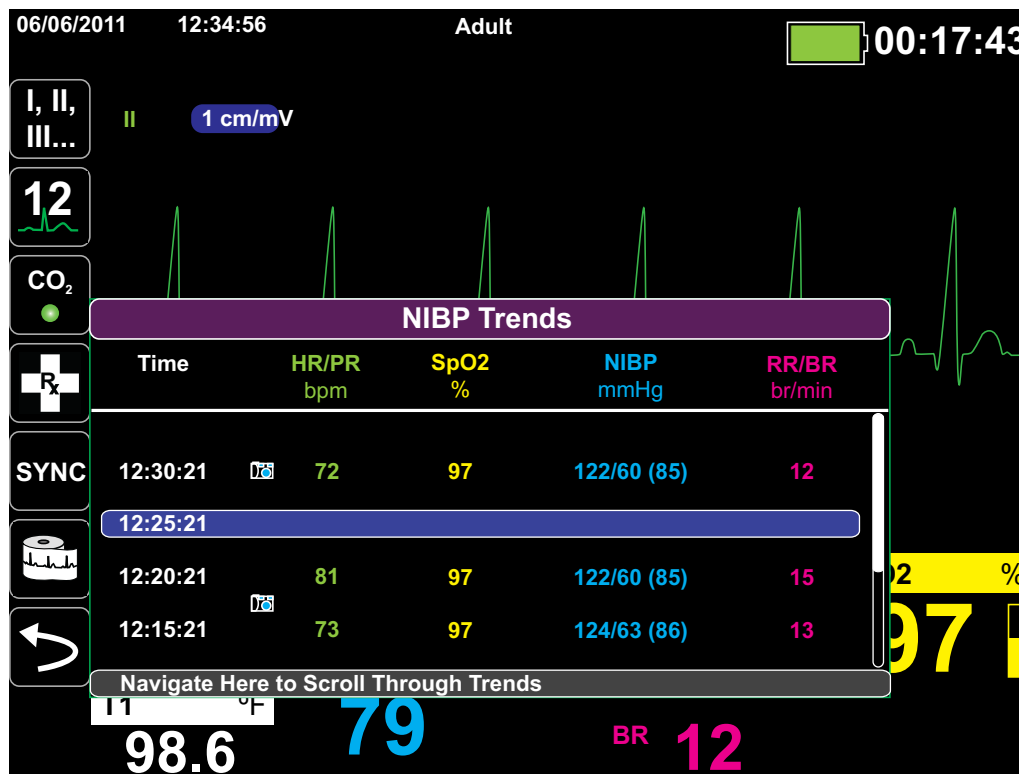 06/06/2011 12:34:56 Adult 00:17:43
I, II,
III...
II 1 cm/mV
12
CO2
NIBP Trends
Time HR/PR SpO2 NIBP RR/BR
bpm % mmHg br/min
Rx
SYNC 12:30:21 72 97 122/60 (85) 12
12:25:21
12:20:21 81 97 122/60 (85) 15
O2 %
12:15:21 73 97 124/63 (86) 13
97
Navigate Here to Scroll Through Trends
T1 °F
98.6 79 BR 12